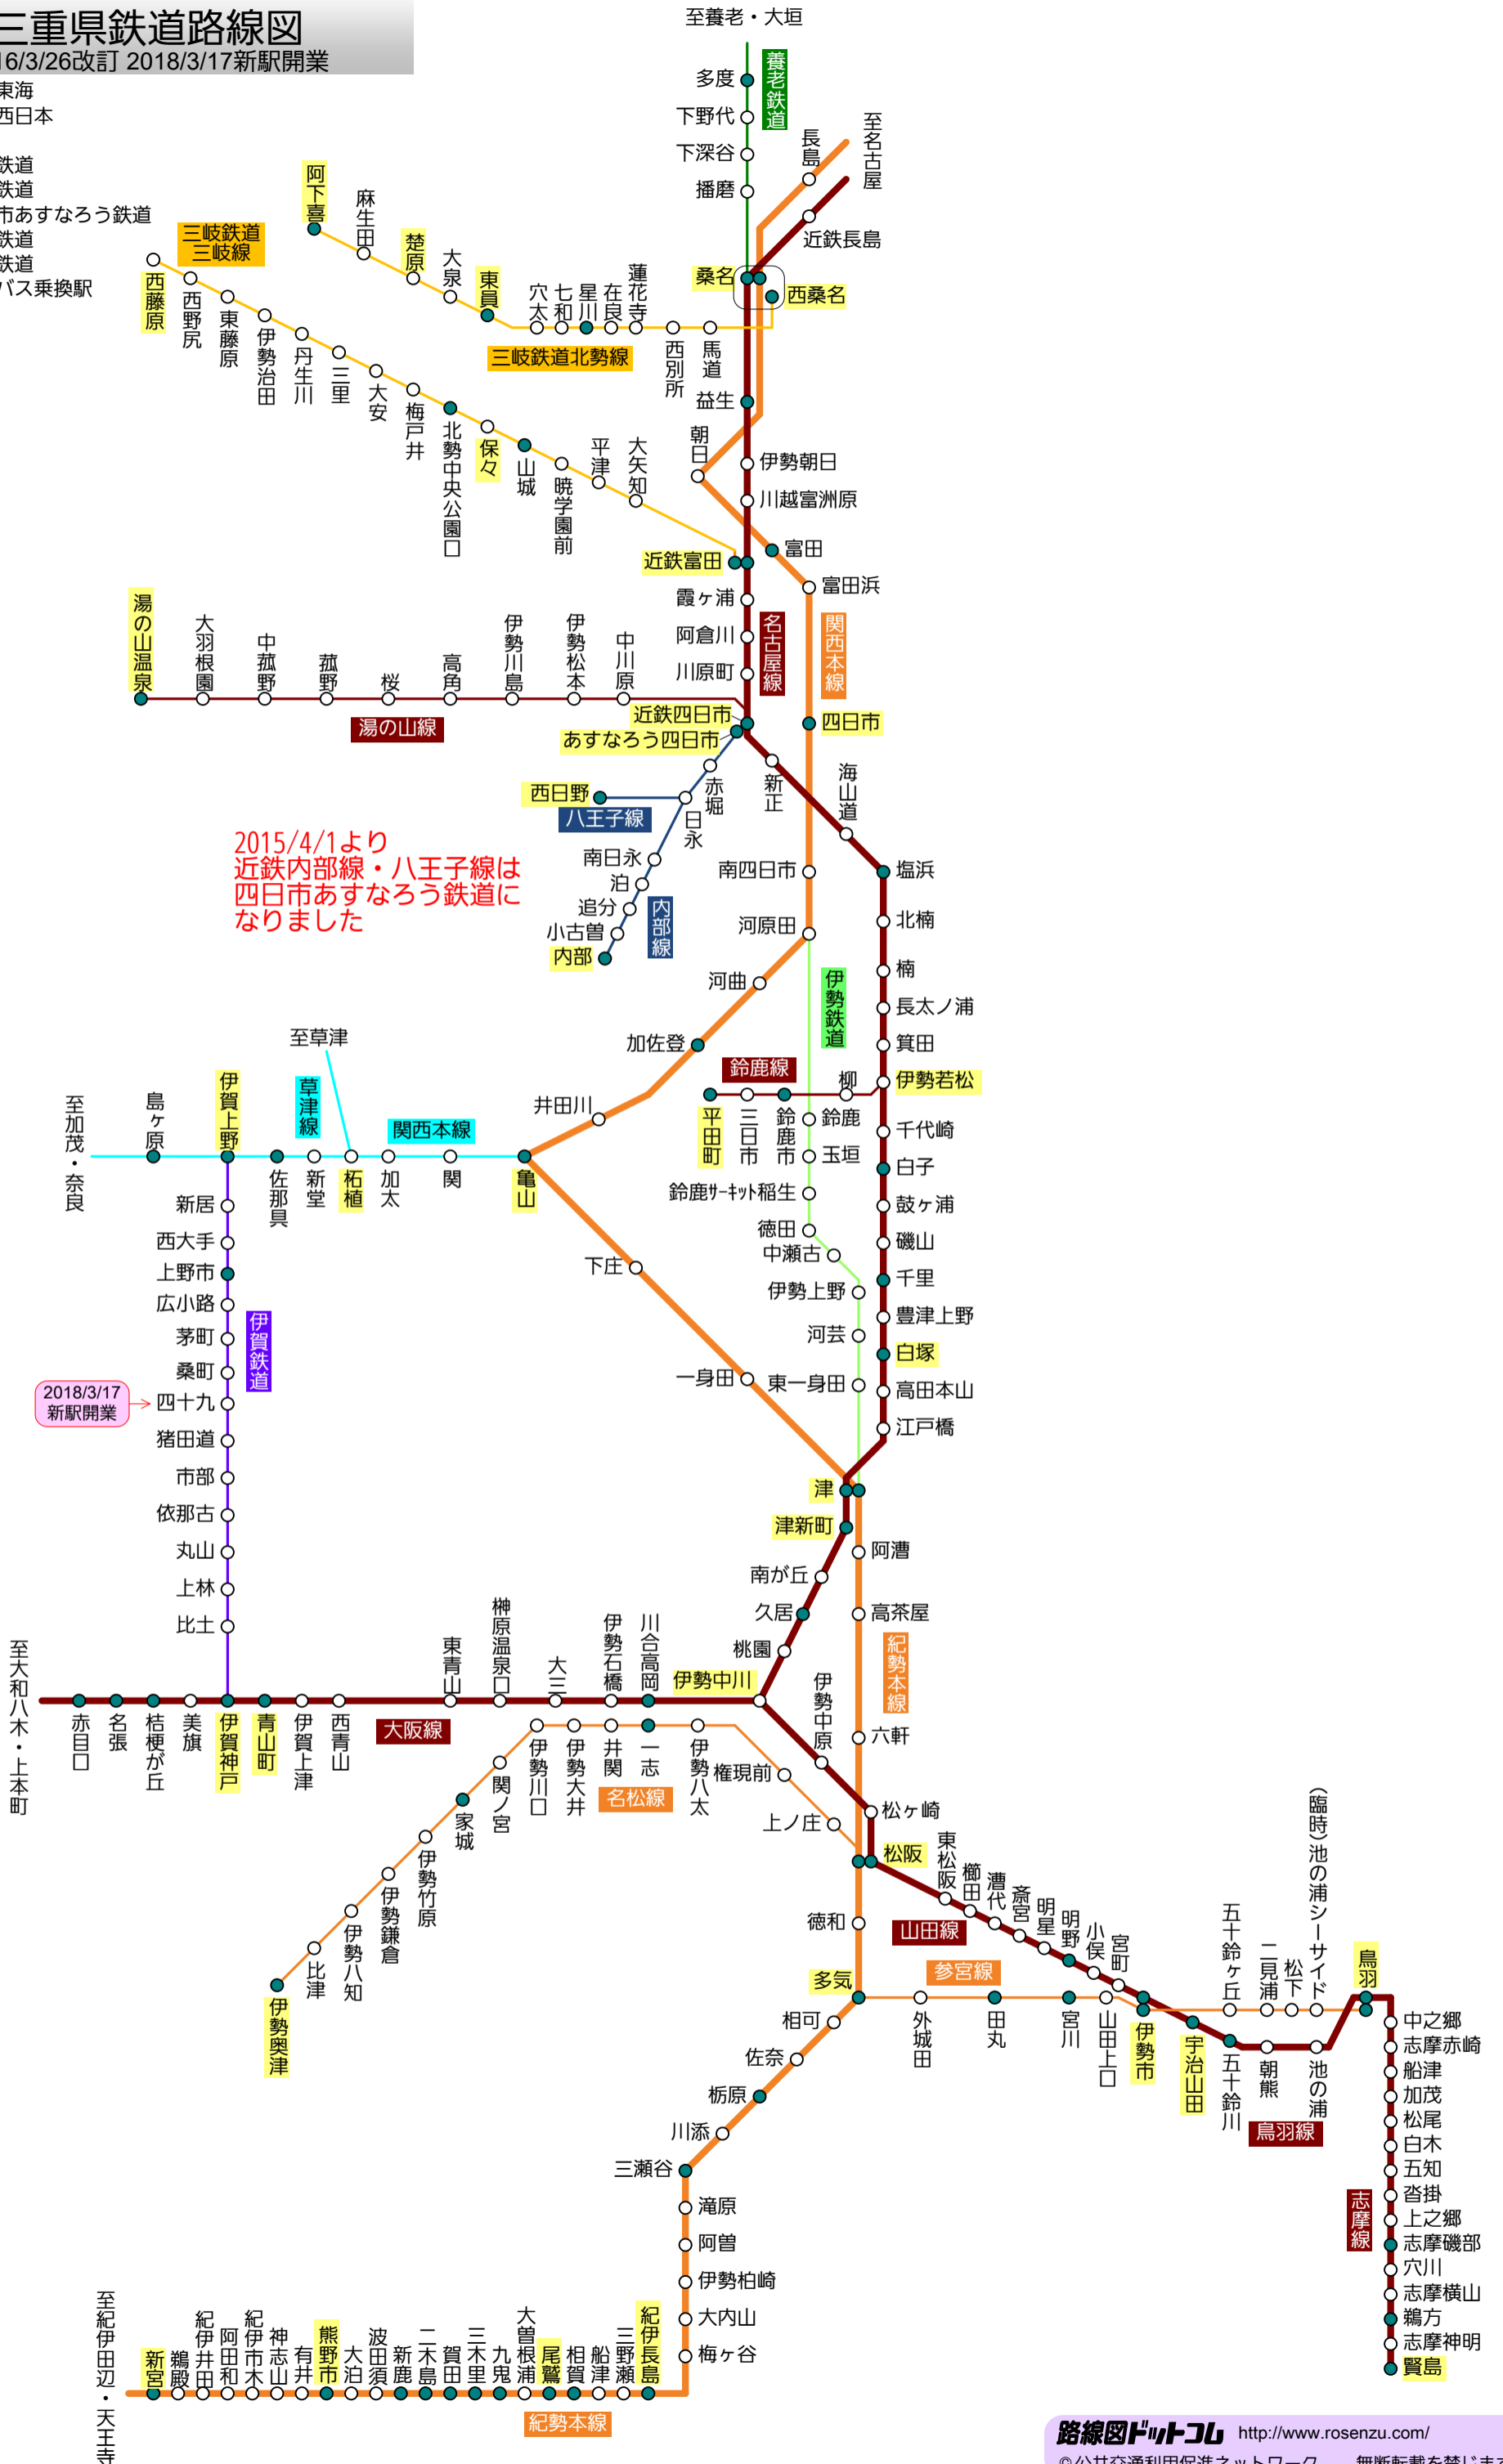 三重県鉄道路線図
16/3/26改訂 2018/3/17新駅開業
東海
西日本
鉄道
鉄道
市あすなろう鉄道
鉄道
鉄道
バス乗換駅
至養老・大垣
養老鉄道
多度
下野代
下深谷
播磨
長島
至名古屋
近鉄長島
桑名
西桑名
阿下喜
麻生田
楚原
大泉
東員
穴太
七和
星川
在良
蓮花寺
西別所
馬道
三岐鉄道北勢線
三岐鉄道
三岐線
西藤原
西野尻
東藤原
伊勢治田
丹生川
三里
大安
梅戸井
北勢中央公園口
保々
山城
暁学園前
平津
大矢知
益生
朝日
伊勢朝日
川越富洲原
富田
近鉄富田
富田浜
霞ヶ浦
阿倉川
川原町
名古屋線
関西本線
湯の山温泉
大羽根園
中菰野
菰野
桜
高角
伊勢川島
伊勢松本
中川原
湯の山線
近鉄四日市
あすなろう四日市
四日市
西日野
八王子線
赤堀
日永
南日永
泊
追分
小古曽
内部
内部線
新正
海山道
塩浜
南四日市
河原田
北楠
楠
長太ノ浦
箕田
伊勢若松
2015/4/1より
近鉄内部線・八王子線は
四日市あすなろう鉄道に
なりました
河曲
加佐登
井田川
伊勢鉄道
鈴鹿線
平田町
三日市
鈴鹿市
柳
鈴鹿
玉垣
鈴鹿ｻｰｷｯﾄ稲生
徳田
中瀬古
伊勢上野
河芸
東一身田
千代崎
白子
鼓ヶ浦
磯山
千里
豊津上野
白塚
高田本山
江戸橋
至草津
至加茂・奈良
島ヶ原
伊賀上野
草津線
関西本線
佐那具
新堂
柘植
加太
関
亀山
下庄
一身田
新居
西大手
上野市
広小路
茅町
桑町
四十九
猪田道
市部
依那古
丸山
上林
比土
伊賀鉄道
2018/3/17
新駅開業
津
津新町
阿漕
南が丘
久居
高茶屋
桃園
紀勢本線
伊勢中川
伊勢中原
六軒
至大和八木・上本町
赤目口
名張
桔梗が丘
美旗
伊賀神戸
青山町
伊賀上津
西青山
東青山
榊原温泉口
大三
伊勢石橋
川合高岡
大阪線
伊勢奥津
比津
伊勢八知
伊勢鎌倉
伊勢竹原
家城
関ノ宮
伊勢川口
伊勢大井
井関
一志
伊勢八太
権現前
上ノ庄
名松線
松ヶ崎
松阪
東松阪
櫛田
漕代
斎宮
明星
明野
小俣
宮町
山田線
徳和
多気
参宮線
外城田
田丸
宮川
山田上口
伊勢市
宇治山田
五十鈴ヶ丘
二見浦
松下
(臨時)池の浦シーサイド
鳥羽
五十鈴川
朝熊
池の浦
鳥羽線
中之郷
志摩赤崎
船津
加茂
松尾
白木
五知
沓掛
上之郷
志摩磯部
穴川
志摩横山
鵜方
志摩神明
賢島
志摩線
相可
佐奈
栃原
川添
三瀬谷
滝原
阿曽
伊勢柏崎
大内山
梅ヶ谷
至紀伊田辺・天王寺
新宮
鵜殿
紀伊井田
阿田和
紀伊市木
神志山
有井
熊野市
大泊
波田須
新鹿
二木島
賀田
三木里
九鬼
大曽根浦
尾鷲
相賀
船津
三野瀬
紀伊長島
紀勢本線
路線図ドットコム http://www.rosenzu.com/
©公共交通利用促進ネットワーク 無断転載を禁じます